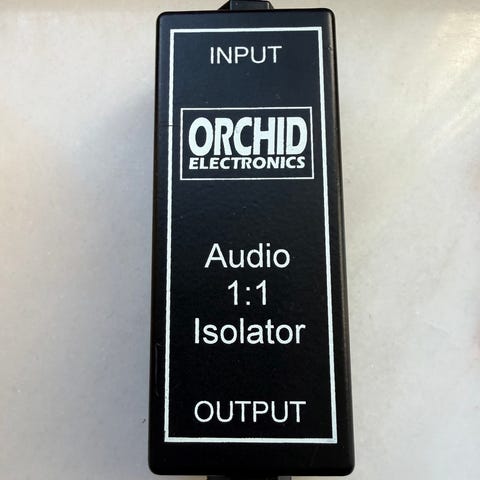 INPUT
ORCHID
ELECTRONICS
Audio
1:1
Isolator
OUTPUT